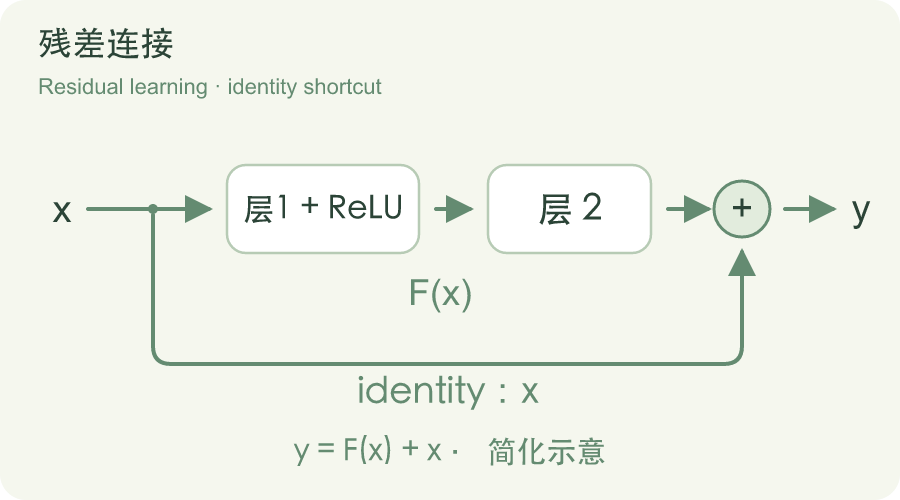 残差连接
Residual learning · identity shortcut
x
层1 + ReLU
层 2
+
y
F(x)
identity : x
y = F(x) + x · 简化示意